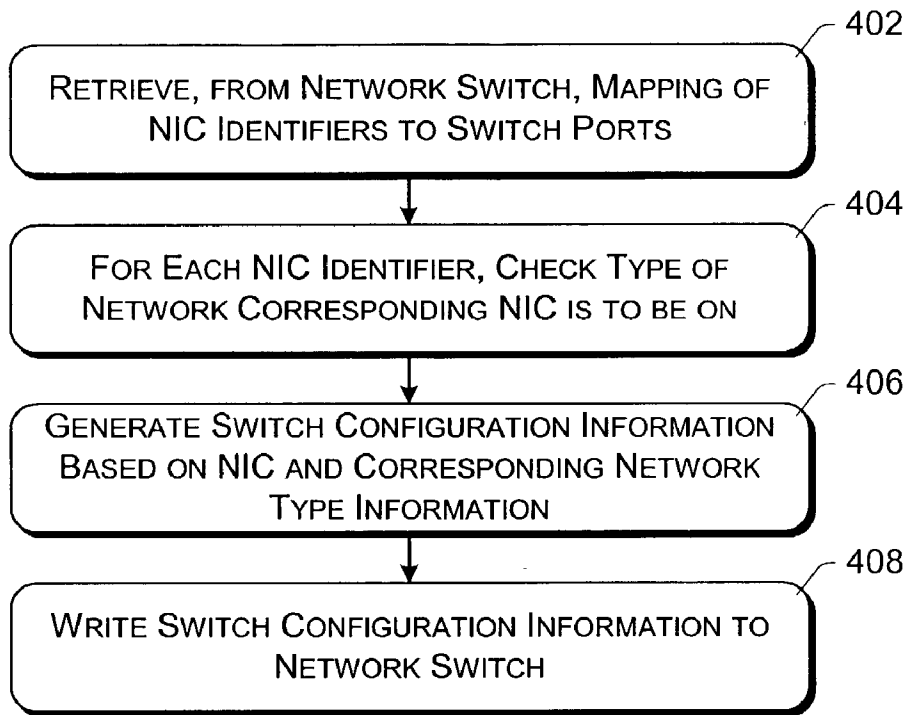 402
RETRIEVE, FROM NETWORK SWITCH, MAPPING OF
NIC IDENTIFIERS TO SWITCH PORTS
404
FOR EACH NIC IDENTIFIER, CHECK TYPE OF
NETWORK CORRESPONDING NIC IS TO BE ON
406
GENERATE SWITCH CONFIGURATION INFORMATION
BASED ON NIC AND CORRESPONDING NETWORK
TYPE INFORMATION
408
WRITE SWITCH CONFIGURATION INFORMATION TO
NETWORK SWITCH